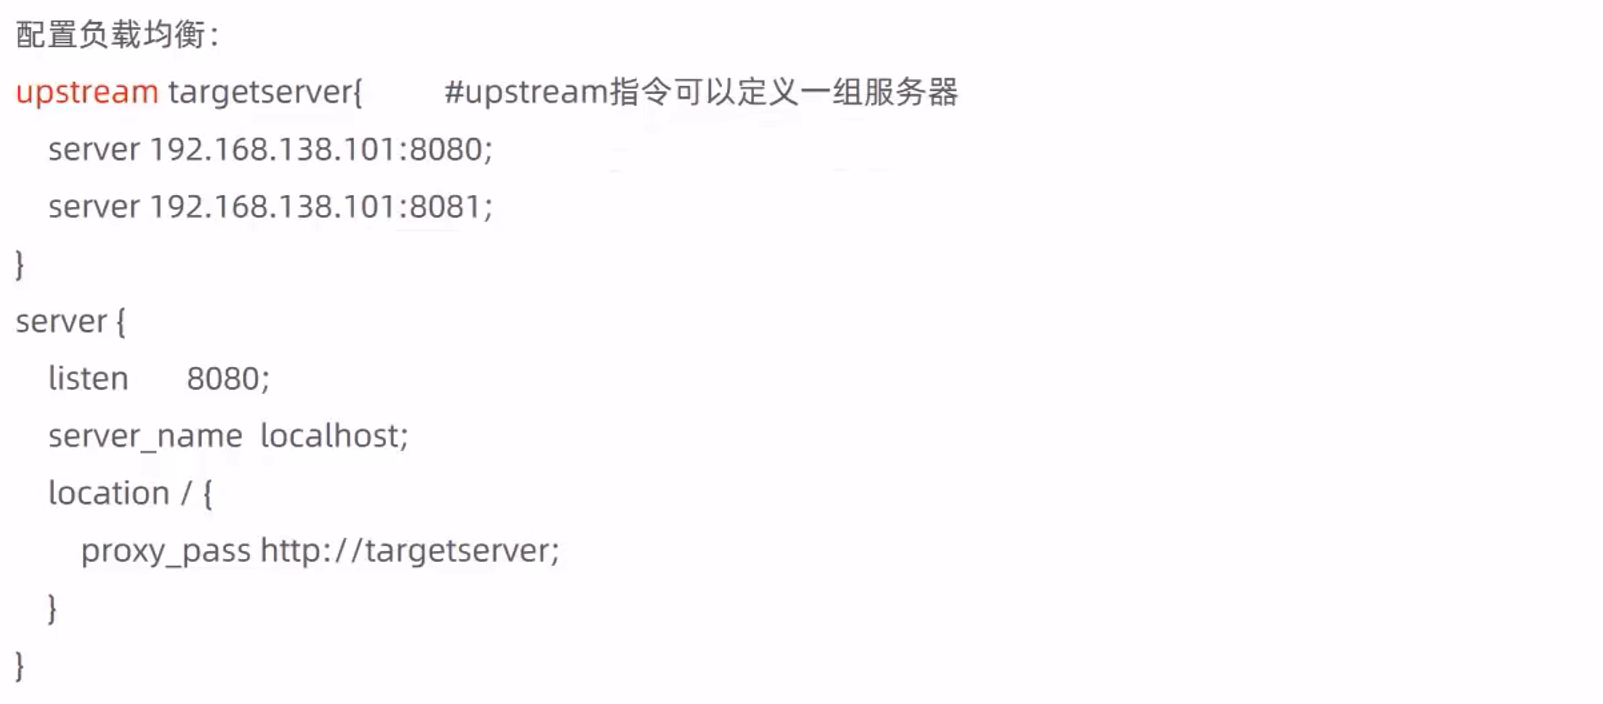 配置负载均衡：
upstream targetserver{ #upstream指令可以定义一组服务器
server 192.168.138.101:8080;
server 192.168.138.101:8081;
}
server {
listen 8080;
server_name localhost;
location / {
proxy_pass http://targetserver;
}
}